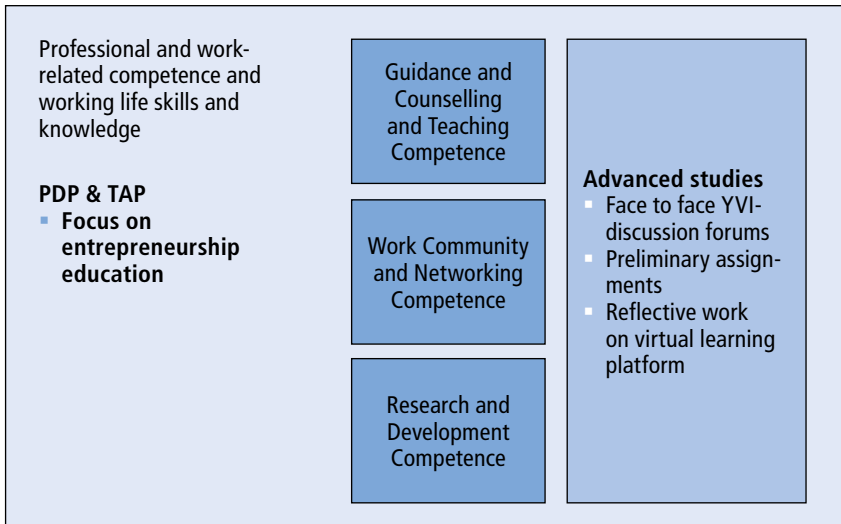 Professional and work-
related competence and
working life skills and
knowledge
PDP & TAP
▪ Focus on
entrepreneurship
education
Guidance and
Counselling
and Teaching
Competence
Work Community
and Networking
Competence
Research and
Development
Competence
Advanced studies
▪ Face to face YVI-
discussion forums
▪ Preliminary assign-
ments
▪ Reflective work
on virtual learning
platform